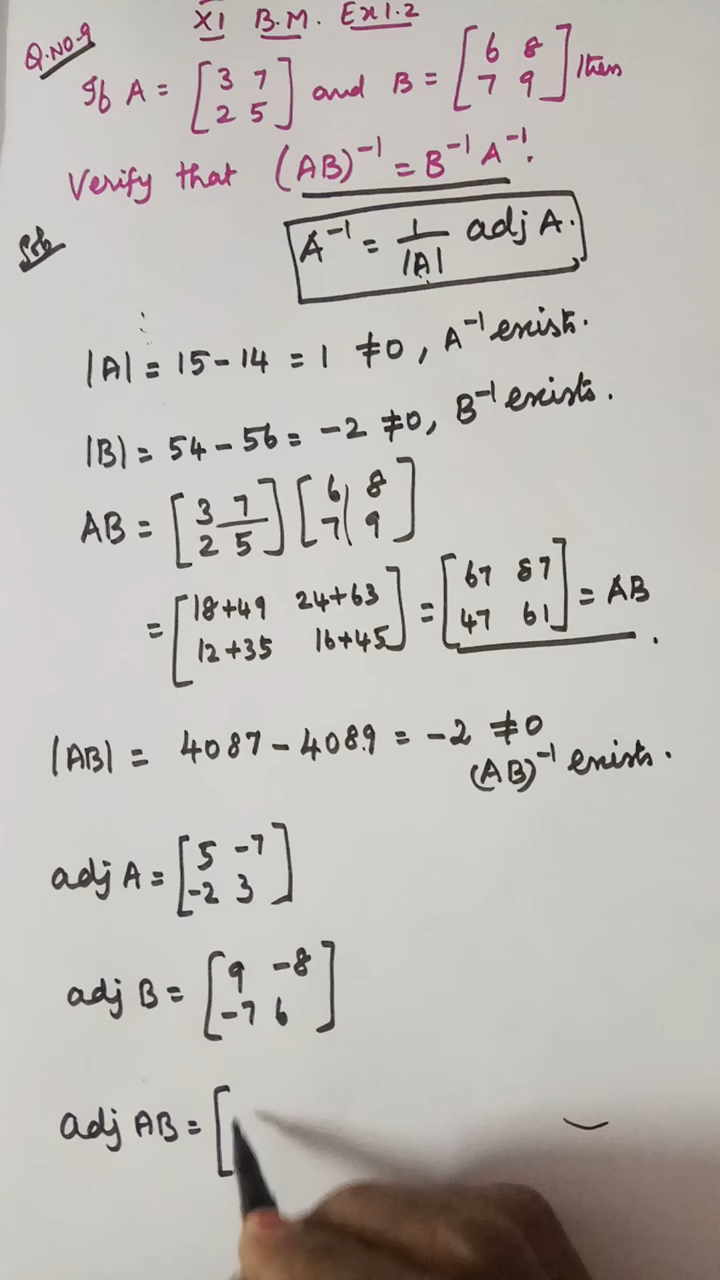 XI B.M. Ex 1.2
Q.NO.9
If A = [3 7 2 5] and B = [6 8 7 9] then
Verify that (AB)⁻¹ = B⁻¹ A⁻¹.
Sol
A⁻¹ = 1/|A| adj A.
|A| = 15 - 14 = 1 ≠ 0, A⁻¹ exists.
|B| = 54 - 56 = -2 ≠ 0, B⁻¹ exists.
AB = [3 7 2 5] [6 8 7 9]
= [18+49 24+63 12+35 16+45] = [67 87 47 61] = AB.
|AB| = 4087 - 4089 = -2 ≠ 0
(AB)⁻¹ exists.
adj A = [5 -7 -2 3]
adj B = [9 -8 -7 6]
adj AB = [